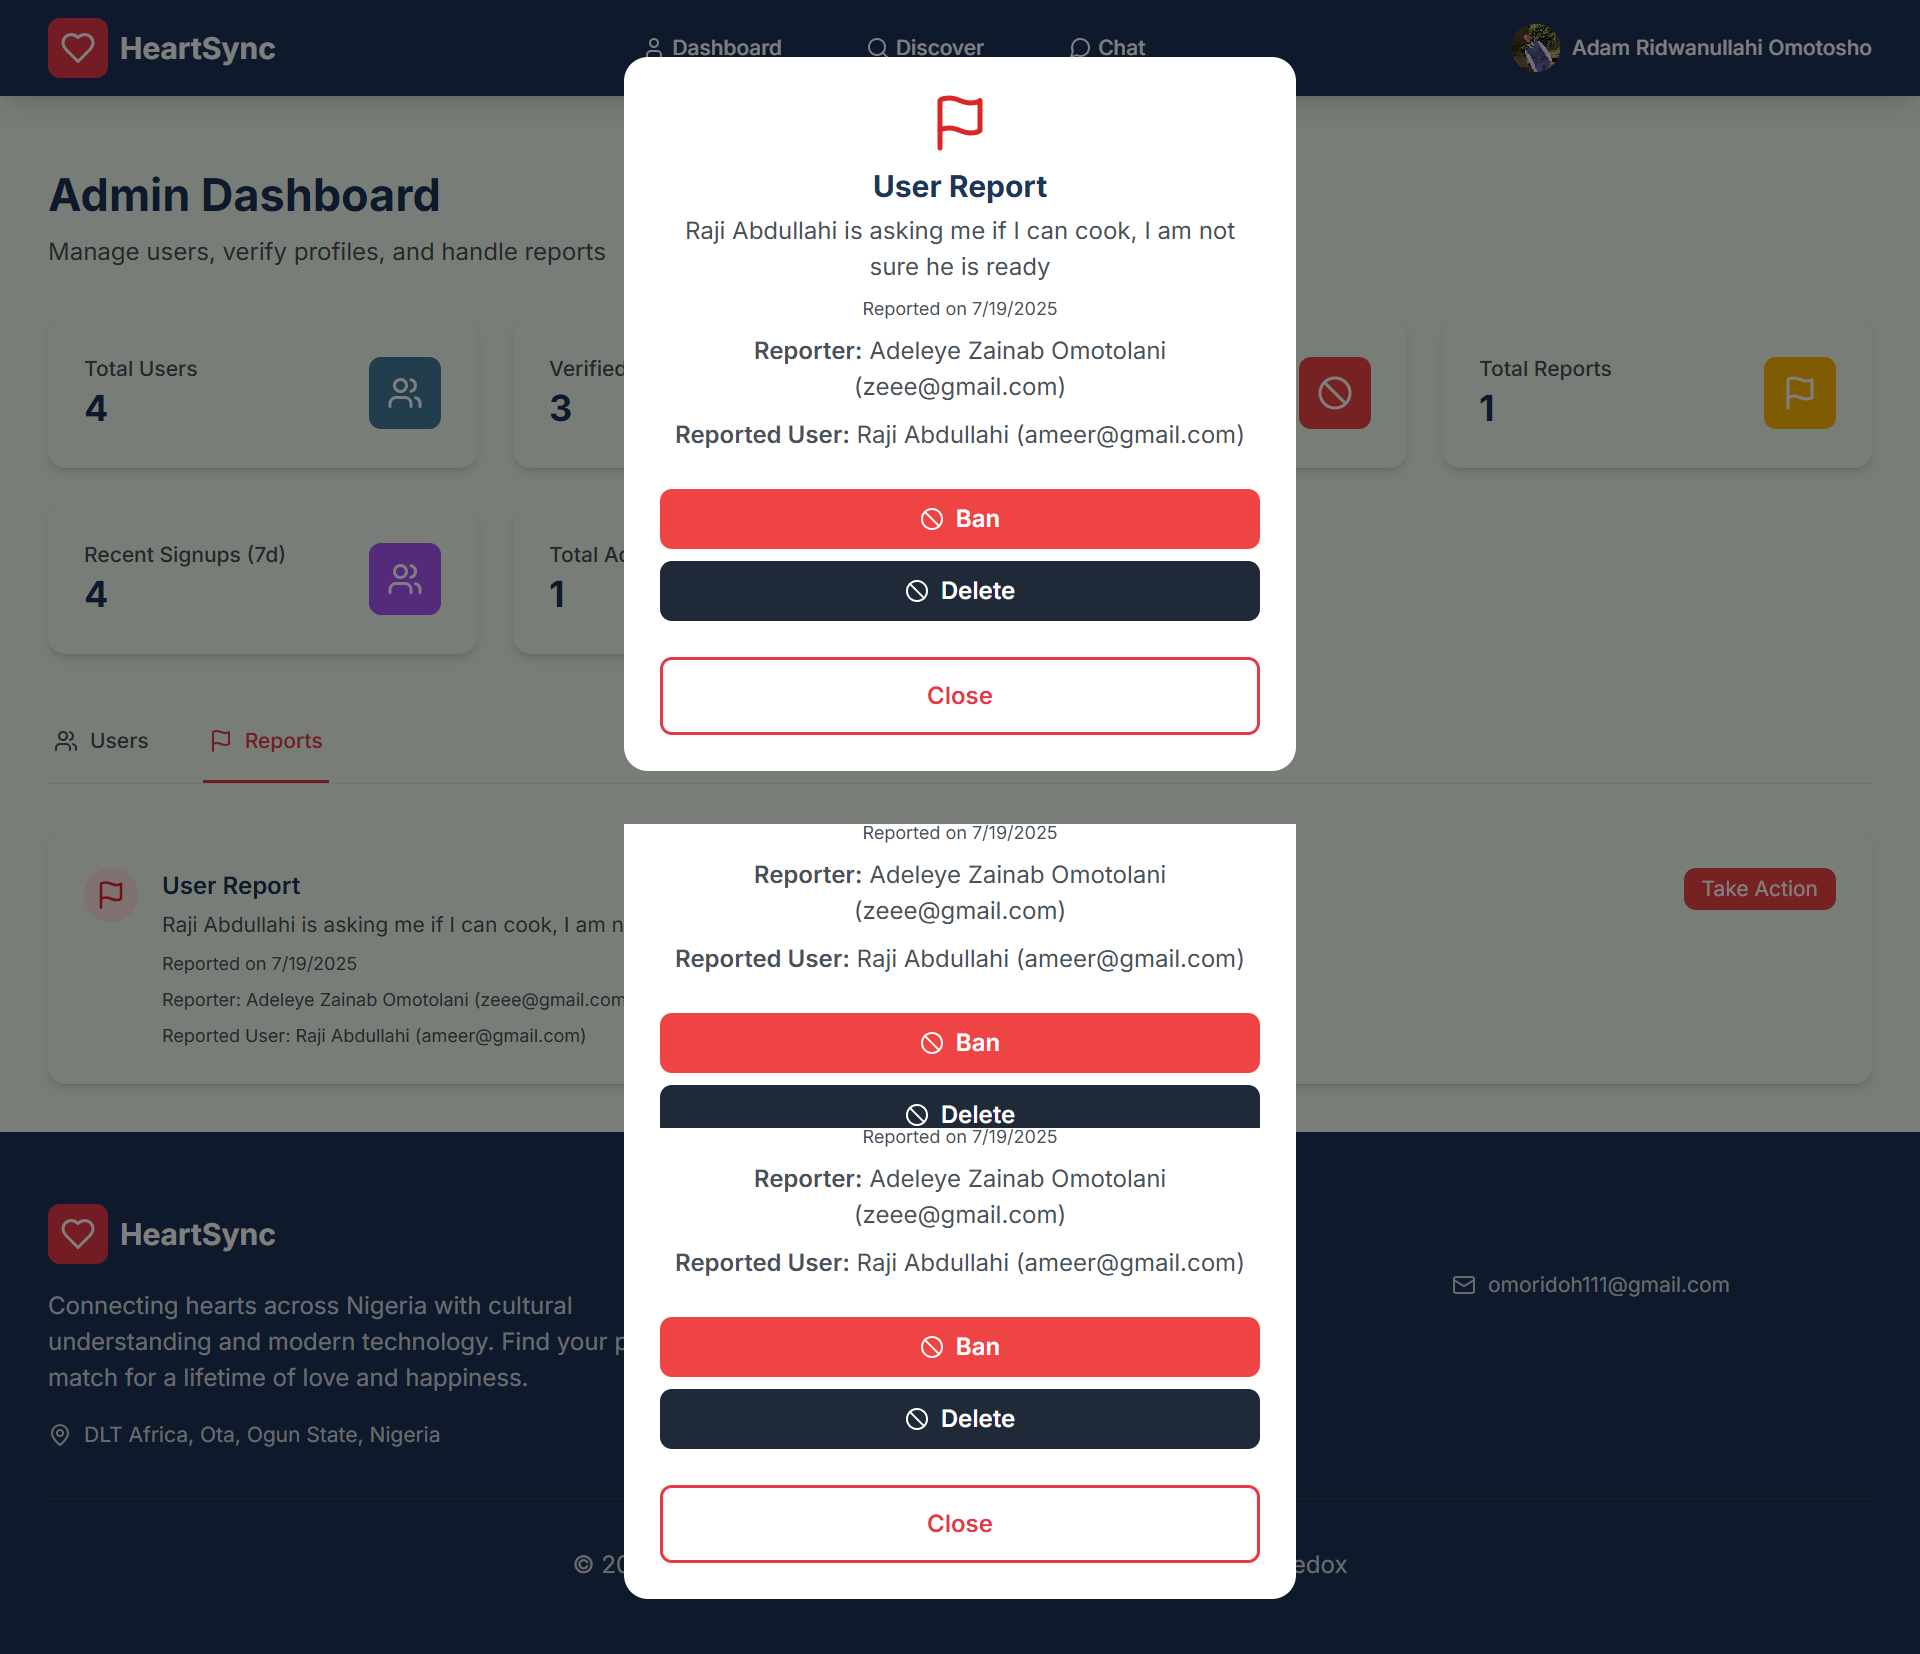 HeartSync
Dashboard
Discover
Chat
Adam Ridwanullahi Omotosho
Admin Dashboard
Manage users, verify profiles, and handle reports
Total Users
4
Verified
3
Total Reports
1
Recent Signups (7d)
4
Total
1
User Report
Raji Abdullahi is asking me if I can cook, I am not
sure he is ready
Reported on 7/19/2025
Reporter: Adeleye Zainab Omotolani
(zeee@gmail.com)
Reported User: Raji Abdullahi (ameer@gmail.com)
Ban
Delete
Close
Users
Reports
User Report
Raji Abdullahi is asking me if I can cook, I am
Reported on 7/19/2025
Reporter: Adeleye Zainab Omotolani (zeee@gmail.com
Reported User: Raji Abdullahi (ameer@gmail.com)
Take Action
Reported on 7/19/2025
Reporter: Adeleye Zainab Omotolani
(zeee@gmail.com)
Reported User: Raji Abdullahi (ameer@gmail.com)
Ban
Delete
Reported on 7/19/2025
Reporter: Adeleye Zainab Omotolani
(zeee@gmail.com)
Reported User: Raji Abdullahi (ameer@gmail.com)
Ban
Delete
Close
HeartSync
Connecting hearts across Nigeria with cultural
understanding and modern technology. Find your
match for a lifetime of love and happiness.
DLT Africa, Ota, Ogun State, Nigeria
omoridoh111@gmail.com
© 20
edox